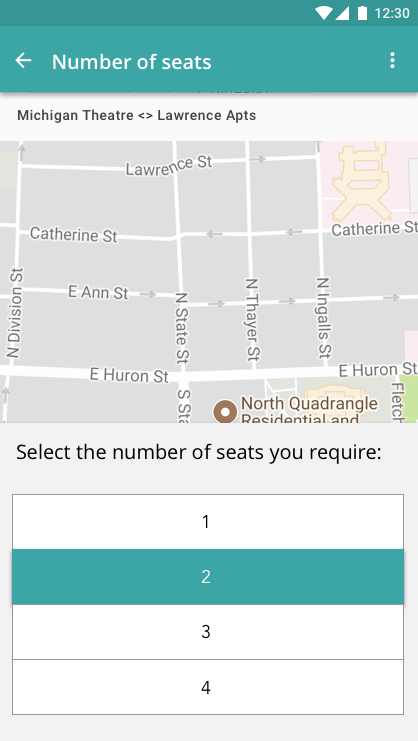 12:30
Number of seats
Michigan Theatre <> Lawrence Apts
Lawrence St
Catherine St
Catherine St
E Ann St
N Division St
N State St
N Thayer St
N Ingalls St
E Huron St
E Huron St
S Sta
Fletch
North Quadrangle
Residential and
Select the number of seats you require:
1
2
3
4